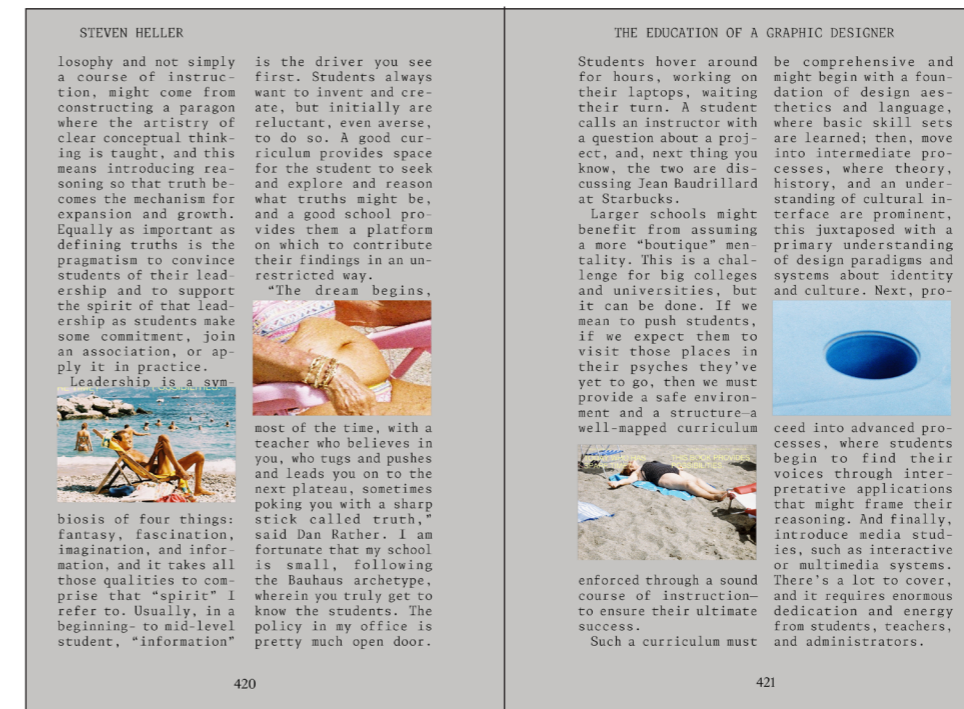 STEVEN HELLER
losophy and not simply
a course of instruc-
tion, might come from
constructing a paragon
where the artistry of
clear conceptual think-
ing is taught, and this
means introducing rea-
soning so that truth be-
comes the mechanism for
expansion and growth.
Equally as important as
defining truths is the
pragmatism to convince
students of their lead-
ership and to support
the spirit of that lead-
ership as students make
some commitment, join
an association, or ap-
ply it in practice.
Leadership is a sym-
biosis of four things:
fantasy, fascination,
imagination, and infor-
mation, and it takes all
those qualities to com-
prise that “spirit” I
refer to. Usually, in a
beginning- to mid-level
student, “information”
is the driver you see
first. Students always
want to invent and cre-
ate, but initially are
reluctant, even averse,
to do so. A good cur-
riculum provides space
for the student to seek
and explore and reason
what truths might be,
and a good school pro-
vides them a platform
on which to contribute
their findings in an un-
restricted way.
“The dream begins,
most of the time, with a
teacher who believes in
you, who tugs and pushes
and leads you on to the
next plateau, sometimes
poking you with a sharp
stick called truth,”
said Dan Rather. I am
fortunate that my school
is small, following
the Bauhaus archetype,
wherein you truly get to
know the students. The
policy in my office is
pretty much open door.
420
THE EDUCATION OF A GRAPHIC DESIGNER
Students hover around
for hours, working on
their laptops, waiting
their turn. A student
calls an instructor with
a question about a proj-
ect, and, next thing you
know, the two are dis-
cussing Jean Baudrillard
at Starbucks.
Larger schools might
benefit from assuming
a more “boutique” men-
tality. This is a chal-
lenge for big colleges
and universities, but
it can be done. If we
mean to push students,
if we expect them to
visit those places in
their psyches they’ve
yet to go, then we must
provide a safe environ-
ment and a structure—a
well-mapped curriculum
THIS BOOK PROVIDES
POSSIBILITIES
enforced through a sound
course of instruction—
to ensure their ultimate
success.
Such a curriculum must
be comprehensive and
might begin with a foun-
dation of design aes-
thetics and language,
where basic skill sets
are learned; then, move
into intermediate pro-
cesses, where theory,
history, and an under-
standing of cultural in-
terface are prominent,
this juxtaposed with a
primary understanding
of design paradigms and
systems about identity
and culture. Next, pro-
ceed into advanced pro-
cesses, where students
begin to find their
voices through inter-
pretative applications
that might frame their
reasoning. And finally,
introduce media stud-
ies, such as interactive
or multimedia systems.
There’s a lot to cover,
and it requires enormous
dedication and energy
from students, teachers,
and administrators.
421